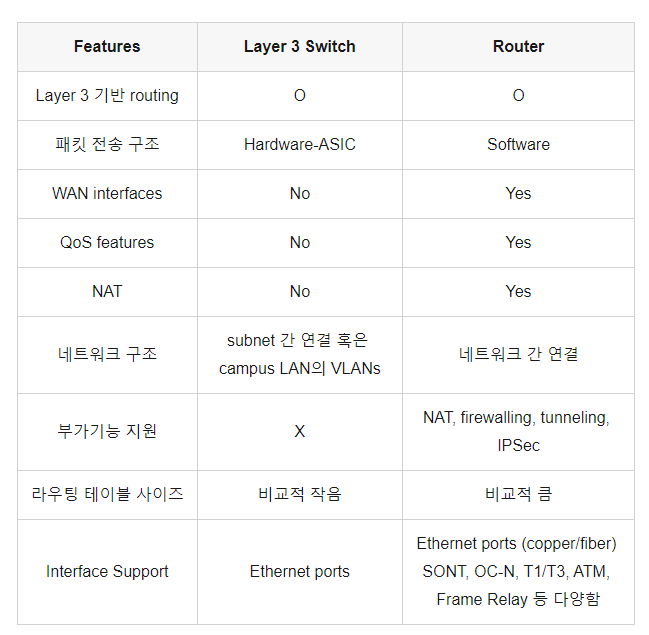 Features Layer 3 Switch Router
Layer 3 기반 routing O O
패킷 전송 구조 Hardware-ASIC Software
WAN interfaces No Yes
QoS features No Yes
NAT No Yes
네트워크 구조 subnet 간 연결 혹은
campus LAN의 VLANs 네트워크 간 연결
부가기능 지원 X NAT, firewalling, tunneling,
IPSec
라우팅 테이블 사이즈 비교적 작음 비교적 큼
Interface Support Ethernet ports Ethernet ports (copper/fiber)
SONT, OC-N, T1/T3, ATM,
Frame Relay 등 다양함